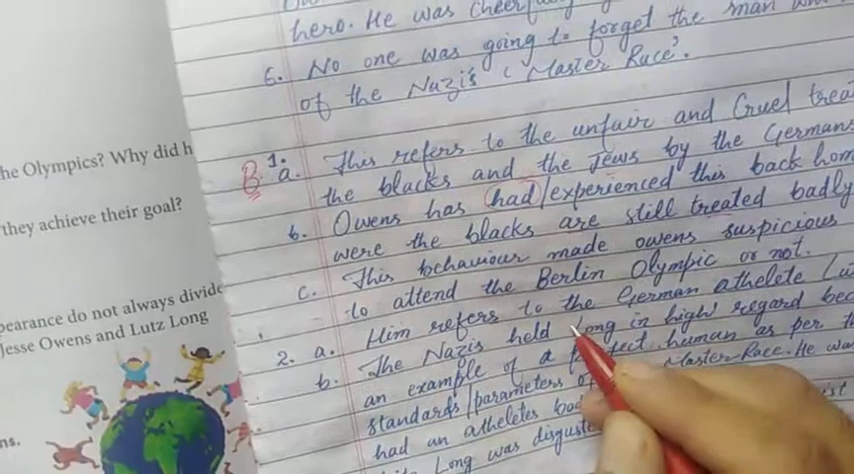 he Olympics? Why did h
they achieve their goal?
pearance do not always divide
Jesse Owens and Lutz Long
ns.
hero. He was cheer
6. No one was going to forget the man
of the Nazi's 'Master Race'.
B 1.
a. This refers to the unfair and Cruel trea
the blacks and the Jews by the Germans
b. Owens has (had)/experienced this back hom
were the blacks are still treated badly
c. This behaviour made owens suspicious
to attend the Berlin Olympic or not.
2. a. Him refers to the German athelete Lu
b. The Nazis held Long in high regard bec
an example of a perfect human as per th
standards/parameters of Master Race. He was
had an atheletes bod
Long was disguste